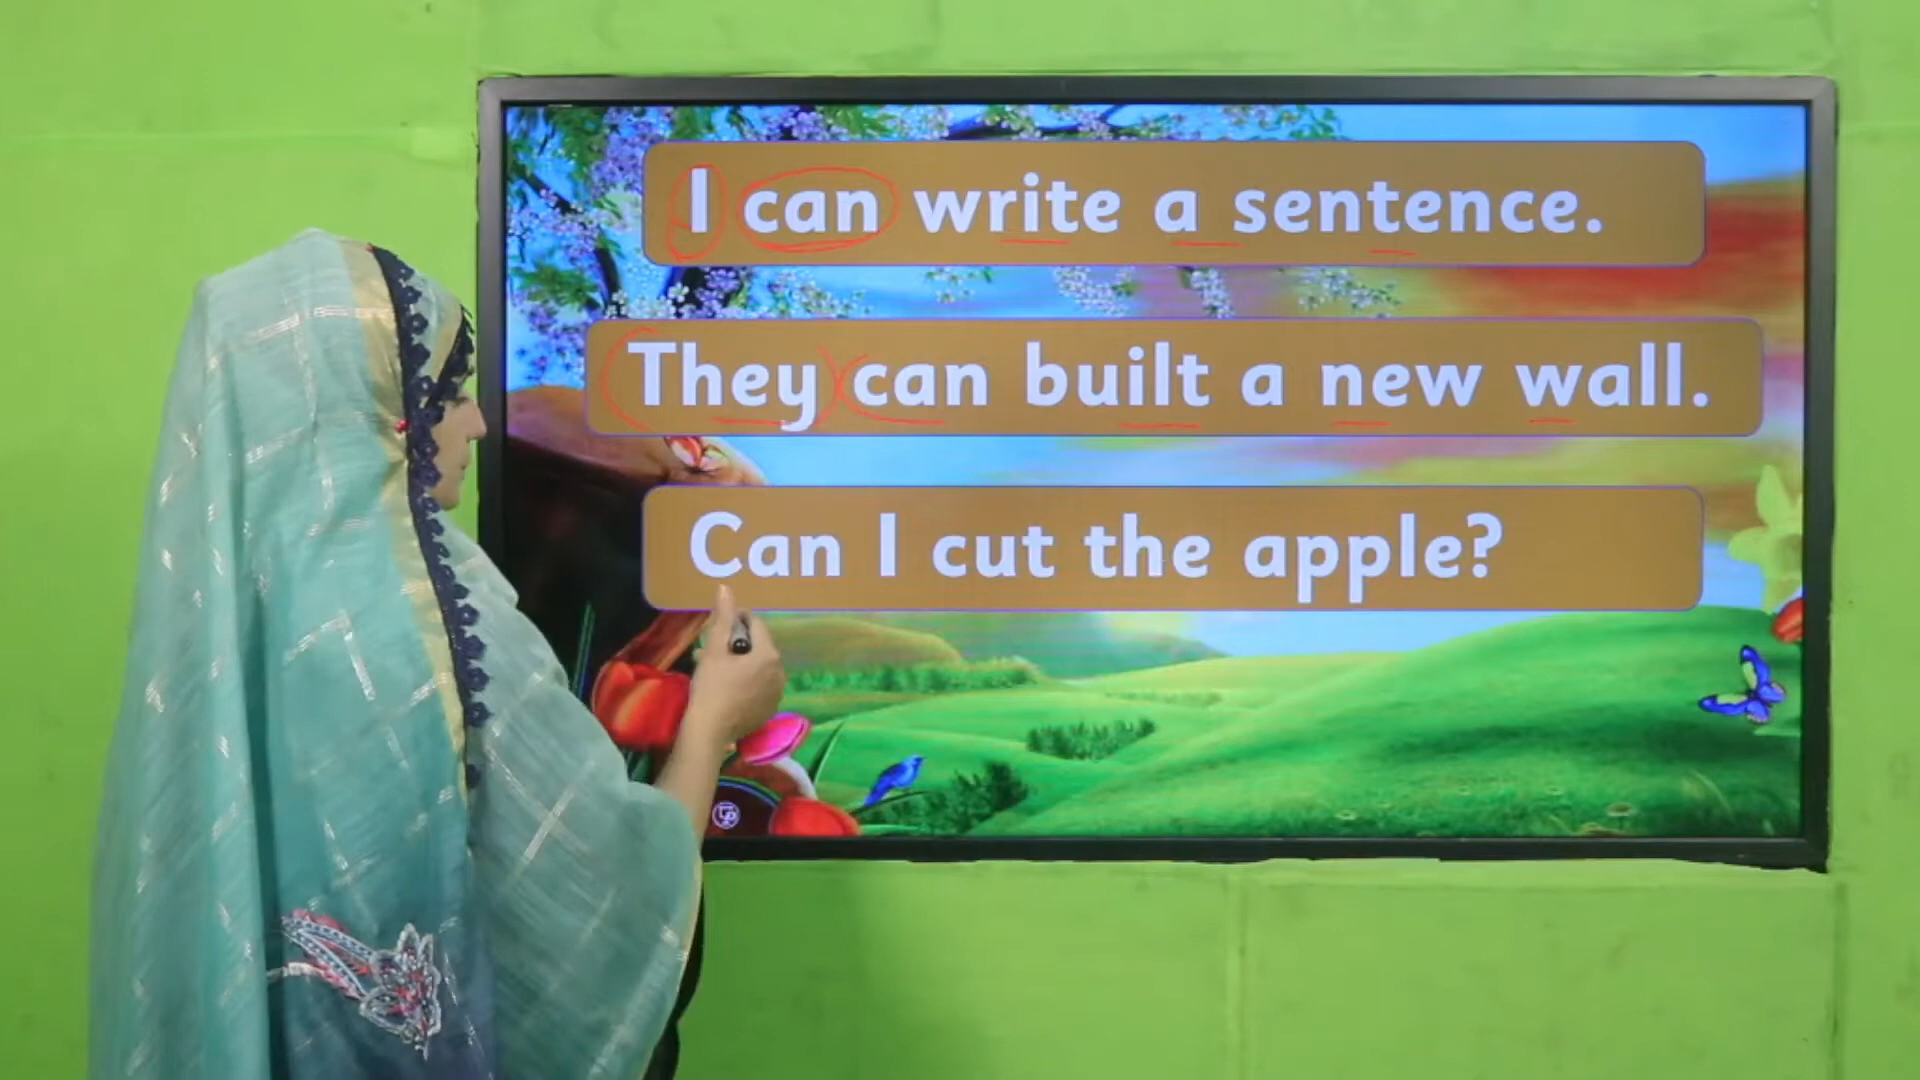 I can write a sentence.
They can built a new wall.
Can I cut the apple?